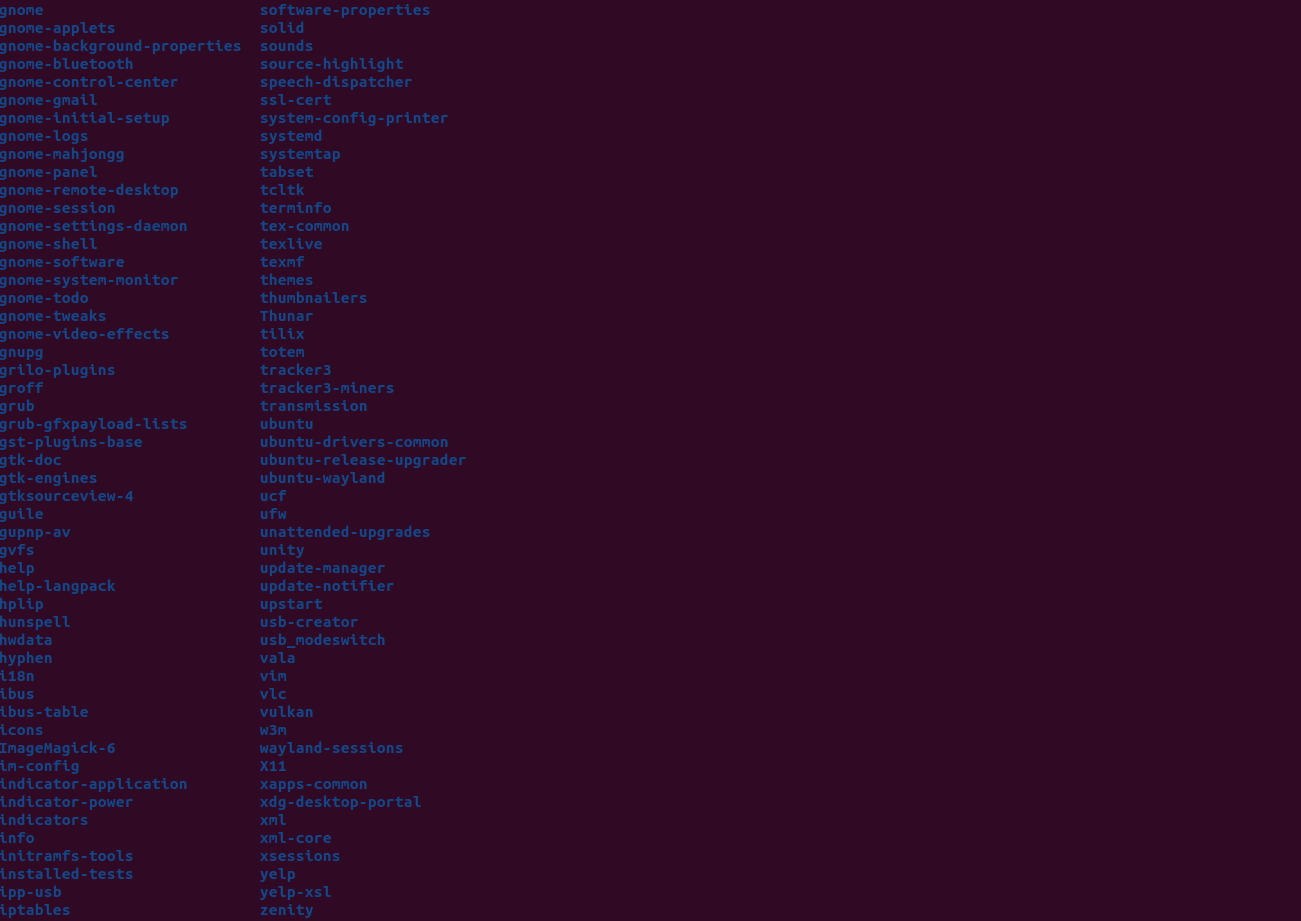 gnome software-properties
gnome-applets solid
gnome-background-properties sounds
gnome-bluetooth source-highlight
gnome-control-center speech-dispatcher
gnome-gmail ssl-cert
gnome-initial-setup system-config-printer
gnome-logs systemd
gnome-mahjongg systemtap
gnome-panel tabset
gnome-remote-desktop tcltk
gnome-session terminfo
gnome-settings-daemon tex-common
gnome-shell texlive
gnome-software texmf
gnome-system-monitor themes
gnome-todo thumbnailers
gnome-tweaks Thunar
gnome-video-effects tilix
gnupg totem
grilo-plugins tracker3
groff tracker3-miners
grub transmission
grub-gfxpayload-lists ubuntu
gst-plugins-base ubuntu-drivers-common
gtk-doc ubuntu-release-upgrader
gtk-engines ubuntu-wayland
gtksourceview-4 ucf
guile ufw
gupnp-av unattended-upgrades
gvfs unity
help update-manager
help-langpack update-notifier
hplip upstart
hunspell usb-creator
hwdata usb_modeswitch
hyphen vala
i18n vim
ibus vlc
ibus-table vulkan
icons w3m
ImageMagick-6 wayland-sessions
im-config X11
indicator-application xapps-common
indicator-power xdg-desktop-portal
indicators xml
info xml-core
initramfs-tools xsessions
installed-tests yelp
ipp-usb yelp-xsl
iptables zenity